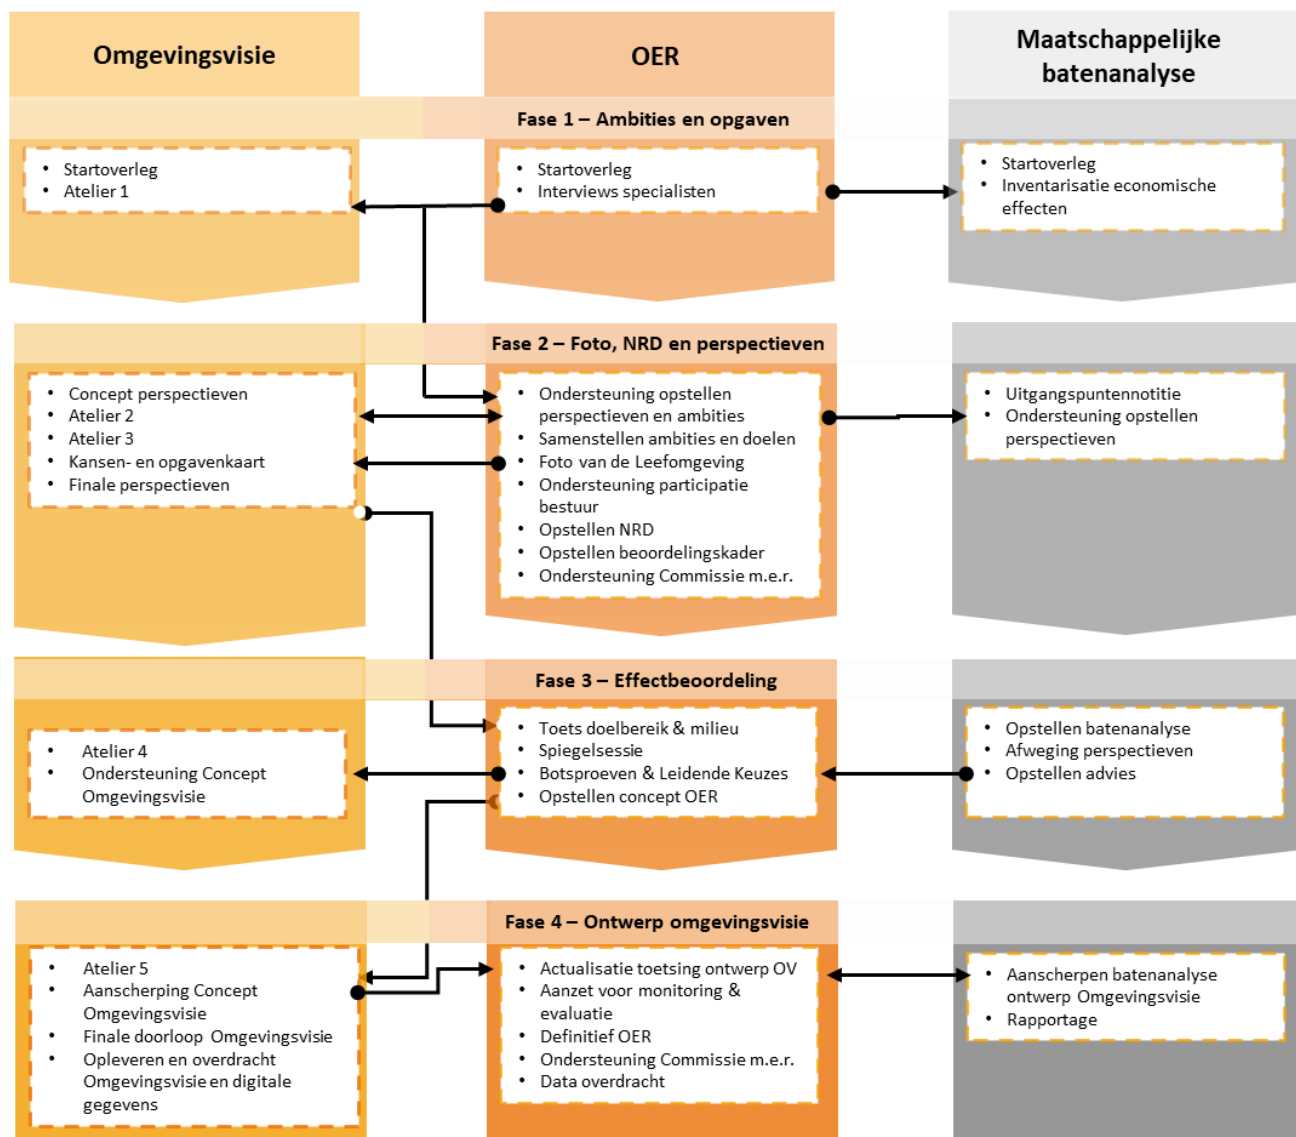 Omgevingsvisie
OER
Maatschappelijke
batenanalyse
Fase 1 – Ambities en opgaven
• Startoverleg
• Atelier 1
• Startoverleg
• Interviews specialisten
• Startoverleg
• Inventarisatie economische
effecten
Fase 2 – Foto, NRD en perspectieven
• Concept perspectieven
• Atelier 2
• Atelier 3
• Kansen- en opgavenkaart
• Finale perspectieven
• Ondersteuning opstellen
perspectieven en ambities
• Samenstellen ambities en doelen
• Foto van de Leefomgeving
• Ondersteuning participatie
bestuur
• Opstellen NRD
• Opstellen beoordelingskader
• Ondersteuning Commissie m.e.r.
• Uitgangspuntennotitie
• Ondersteuning opstellen
perspectieven
Fase 3 – Effectbeoordeling
• Atelier 4
• Ondersteuning Concept
Omgevingsvisie
• Toets doelbereik & milieu
• Spiegelsessie
• Botsproeven & Leidende Keuzes
• Opstellen concept OER
• Opstellen batenanalyse
• Afweging perspectieven
• Opstellen advies
Fase 4 – Ontwerp omgevingsvisie
• Atelier 5
• Aanscherping Concept
Omgevingsvisie
• Finale doorloop Omgevingsvisie
• Opleveren en overdracht
Omgevingsvisie en digitale
gegevens
• Actualisatie toetsing ontwerp OV
• Aanzet voor monitoring &
evaluatie
• Definitief OER
• Ondersteuning Commissie m.e.r.
• Data overdracht
• Aanscherpen batenanalyse
ontwerp Omgevingsvisie
• Rapportage